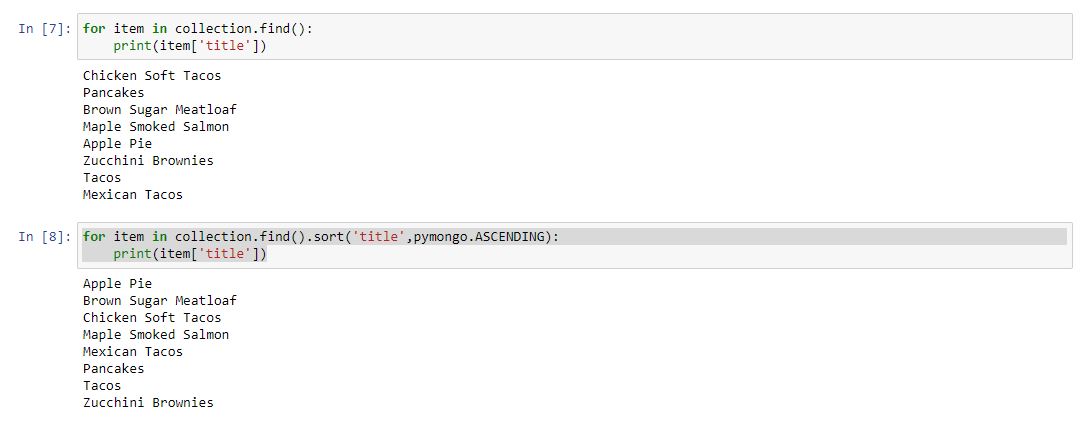 In [7]: for item in collection.find():
    print(item['title'])
Chicken Soft Tacos
Pancakes
Brown Sugar Meatloaf
Maple Smoked Salmon
Apple Pie
Zucchini Brownies
Tacos
Mexican Tacos
In [8]: for item in collection.find().sort('title',pymongo.ASCENDING):
    print(item['title'])
Apple Pie
Brown Sugar Meatloaf
Chicken Soft Tacos
Maple Smoked Salmon
Mexican Tacos
Pancakes
Tacos
Zucchini Brownies